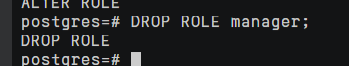 ALTER ROLE
postgres=# DROP ROLE manager;
DROP ROLE
postgres=#